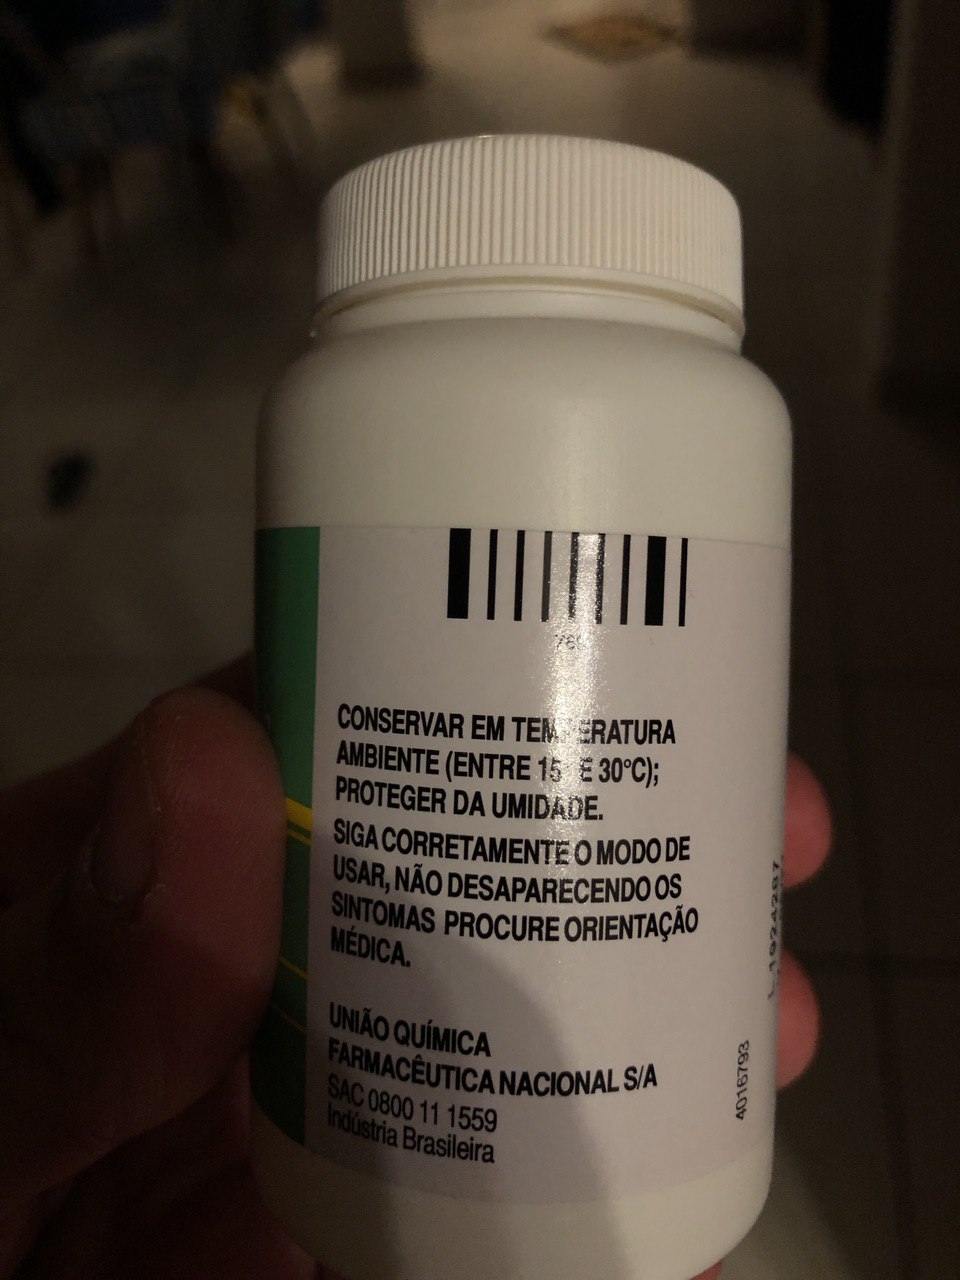 CONSERVAR EM TEMPERATURA
AMBIENTE (ENTRE 15° E 30°C);
PROTEGER DA UMIDADE.
SIGA CORRETAMENTE O MODO DE
USAR, NÃO DESAPARECENDO OS
SINTOMAS PROCURE ORIENTAÇÃO
MÉDICA.
UNIÃO QUÍMICA
FARMACÊUTICA NACIONAL S/A
SAC 0800 11 1559
Indústria Brasileira
4016793